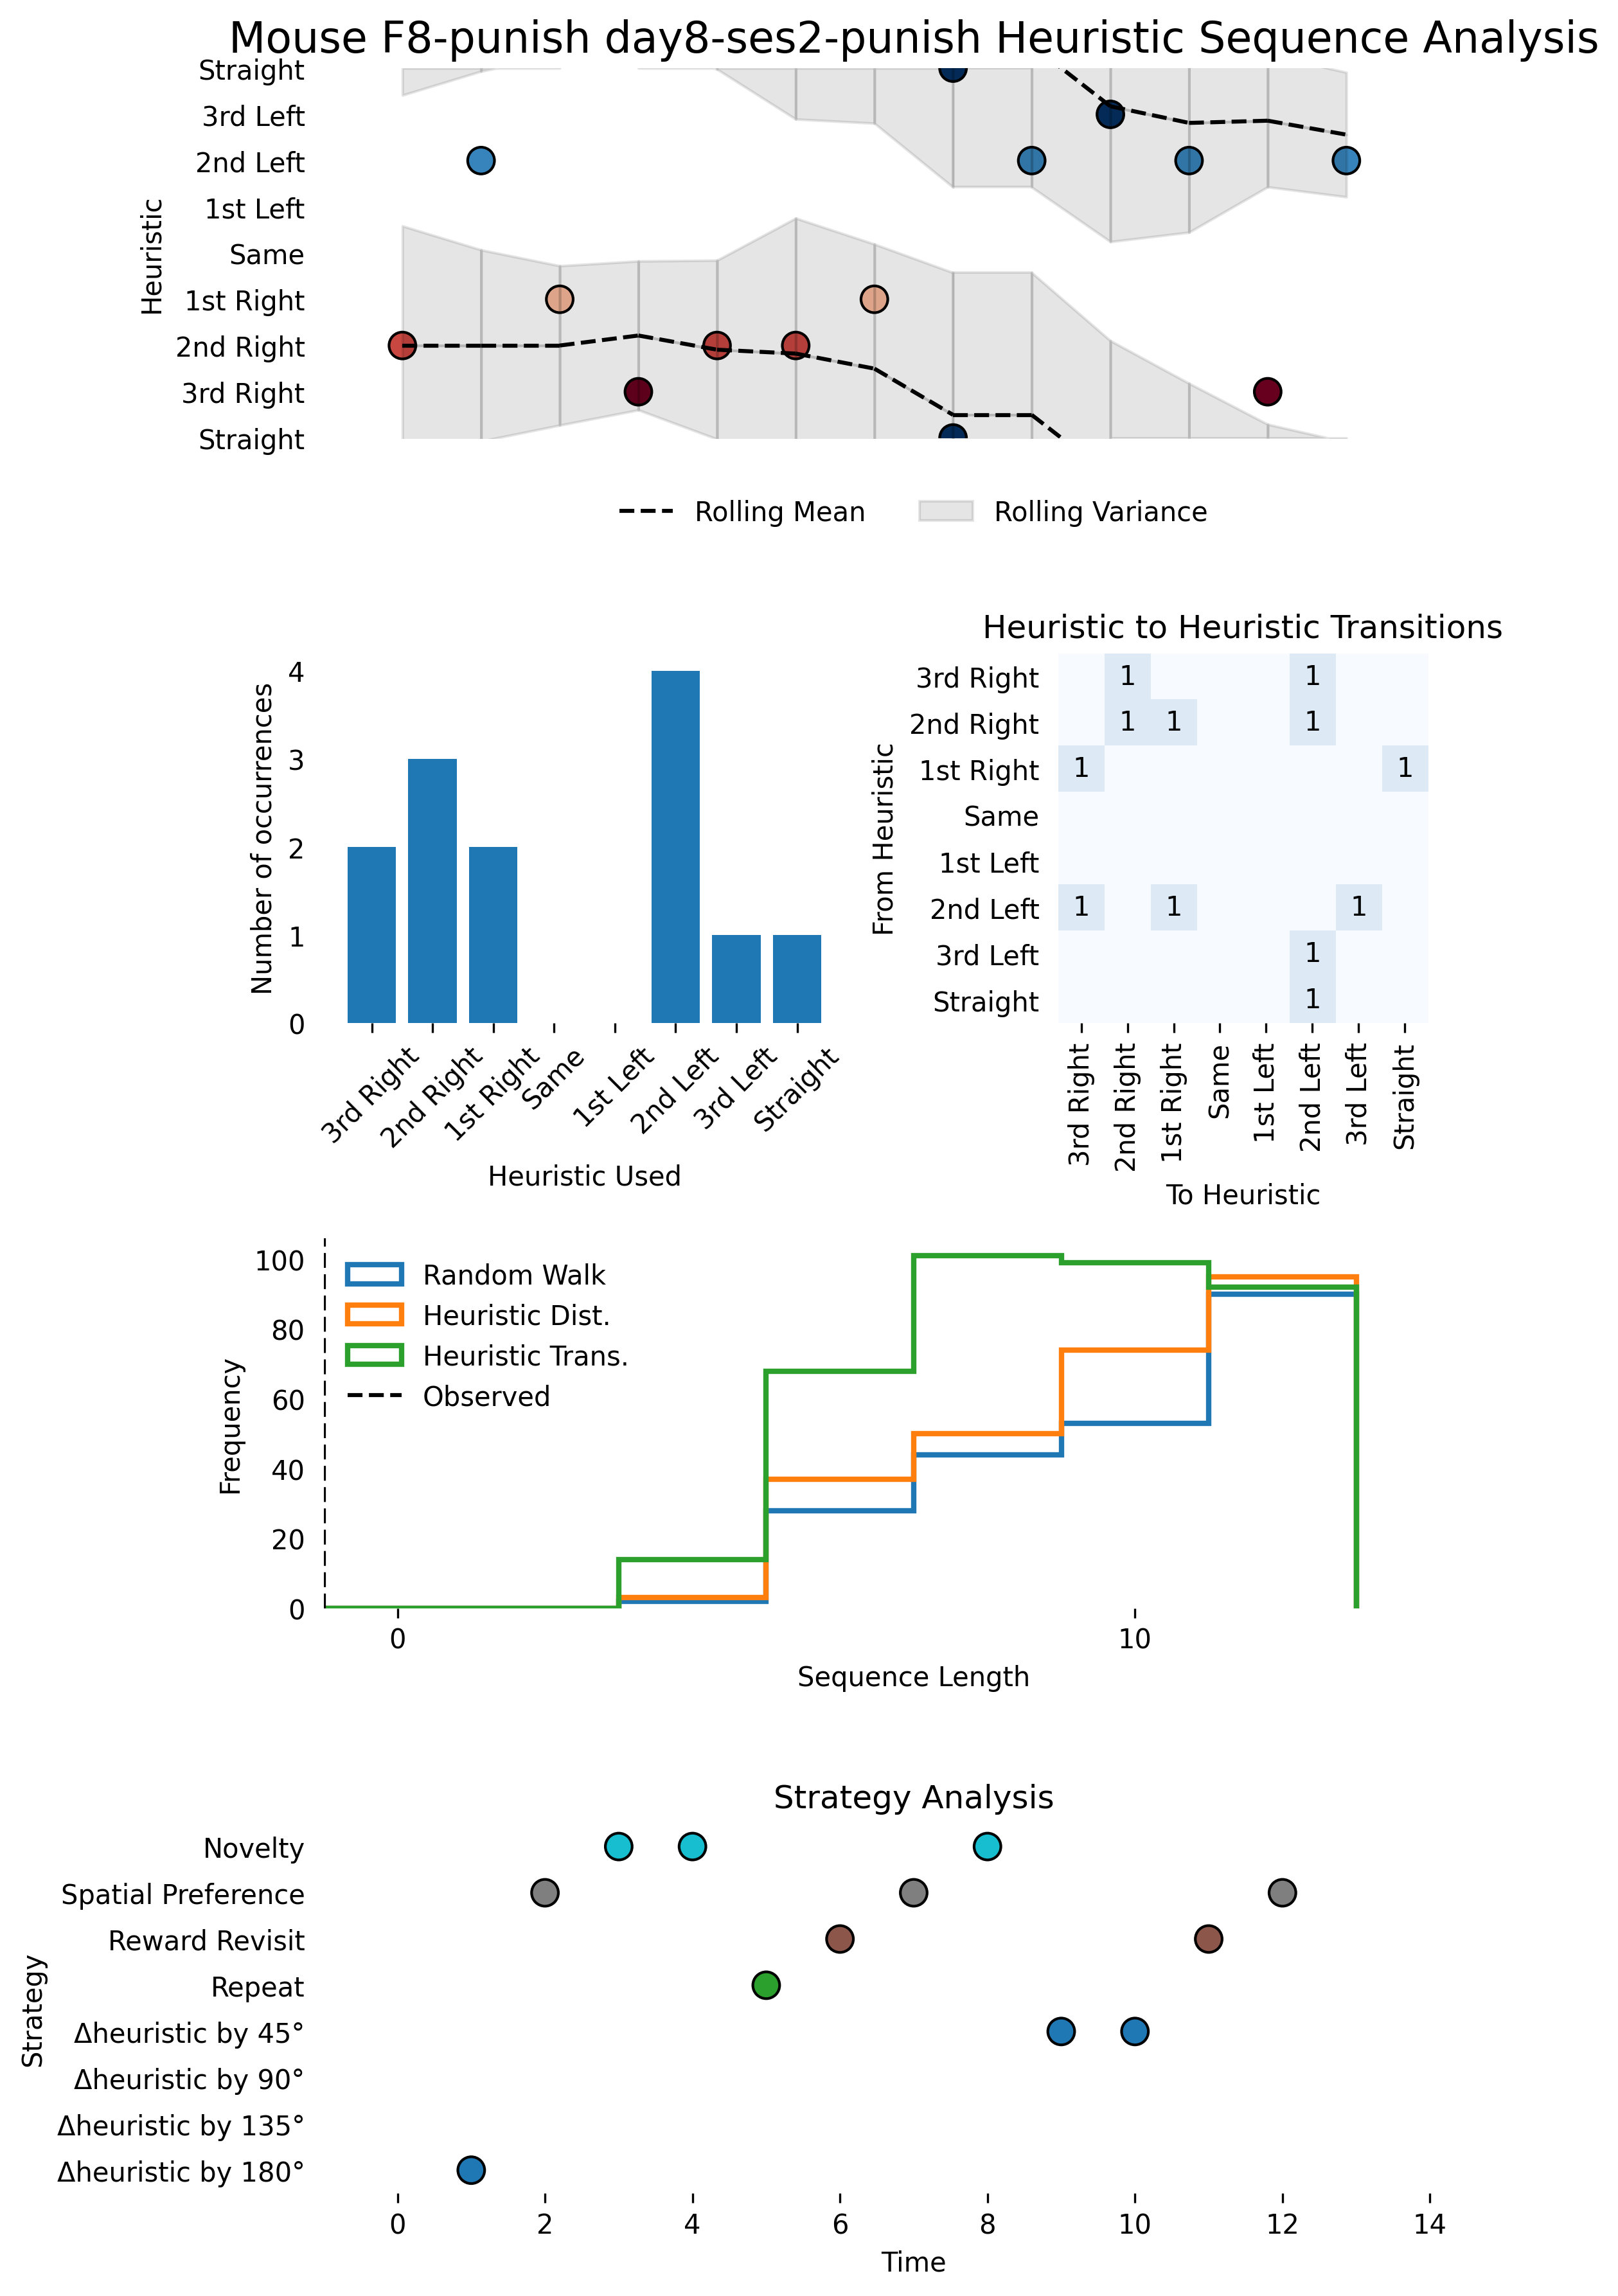 Mouse F8-punish day8-ses2-punish Heuristic Sequence Analysis
Heuristic
Straight
3rd Left
2nd Left
1st Left
Same
1st Right
2nd Right
3rd Right
Straight
Rolling Mean
Rolling Variance
Number of occurrences
4
3
2
1
0
3rd Right
2nd Right
1st Right
Same
1st Left
2nd Left
3rd Left
Straight
Heuristic Used
Heuristic to Heuristic Transitions
From Heuristic
3rd Right 1 1
2nd Right 1 1 1
1st Right 1 1
Same
1st Left
2nd Left 1 1 1
3rd Left 1
Straight 1
3rd Right
2nd Right
1st Right
Same
1st Left
2nd Left
3rd Left
Straight
To Heuristic
Frequency
100
80
60
40
20
0
Random Walk
Heuristic Dist.
Heuristic Trans.
Observed
0 10
Sequence Length
Strategy Analysis
Strategy
Novelty
Spatial Preference
Reward Revisit
Repeat
Δheuristic by 45°
Δheuristic by 90°
Δheuristic by 135°
Δheuristic by 180°
0 2 4 6 8 10 12 14
Time